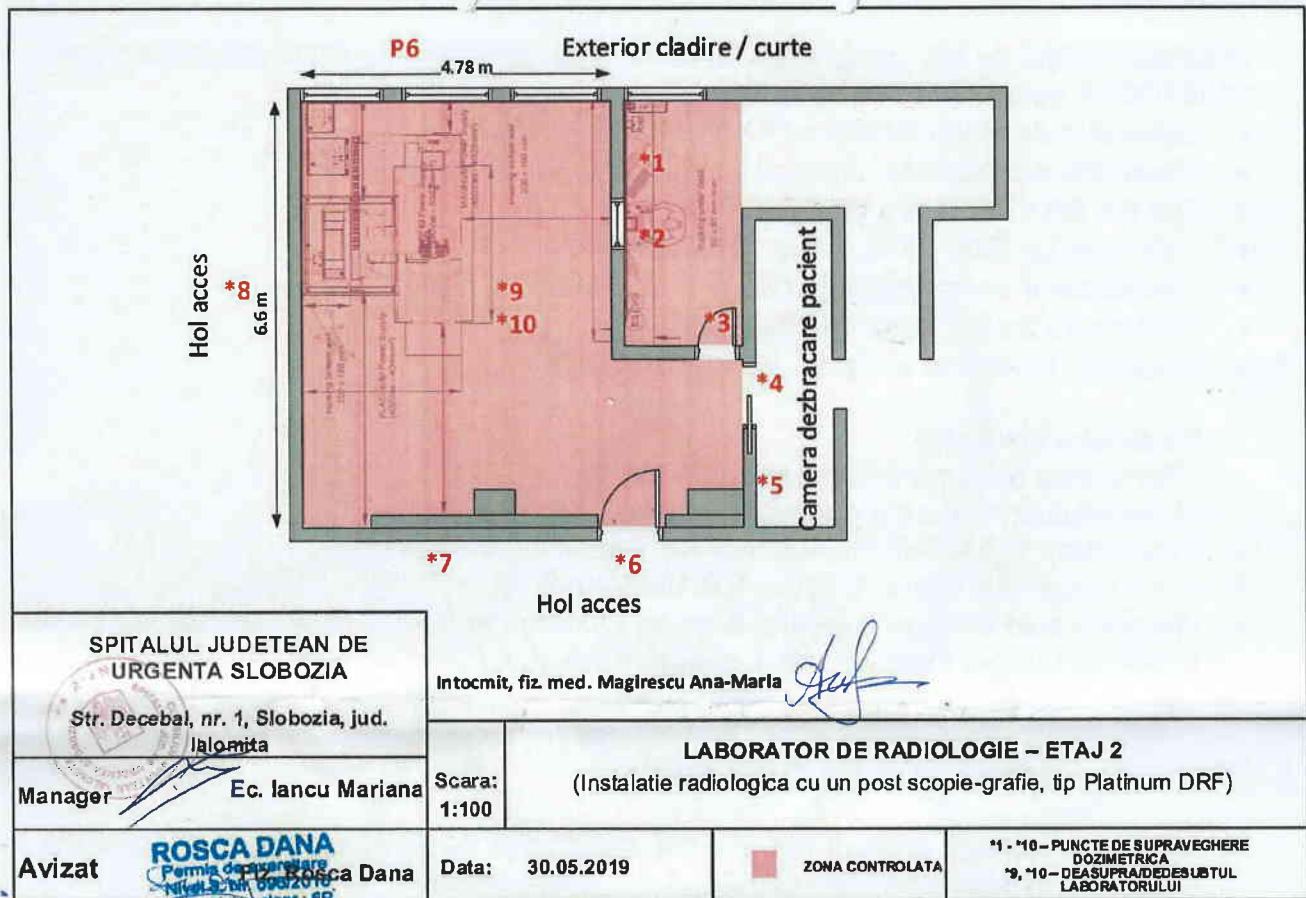 P6
Exterior cladire / curte
4.78 m
*1
*2
*3
*4
*5
*6
*7
*8
*9
*10
Hol acces
6.6 m
Camera dezbracare pacient
Hol acces
SPITALUL JUDETEAN DE
URGENTA SLOBOZIA
Str. Decebal, nr. 1, Slobozia, jud.
Ialomita
Manager
Ec. Iancu Mariana
Intocmit, fiz. med. Magirescu Ana-Maria
Scara:
1:100
LABORATOR DE RADIOLOGIE – ETAJ 2
(Instalatie radiologica cu un post scopie-grafie, tip Platinum DRF)
Avizat
ROSCA DANA
Permis de exercitare
Fiz. Rosca Dana
Data: 30.05.2019
ZONA CONTROLATA
*1 - *10 – PUNCTE DE SUPRAVEGHERE
DOZIMETRICA
*9, *10 – DEASUPRA/DEDESUBTUL
LABORATORULUI